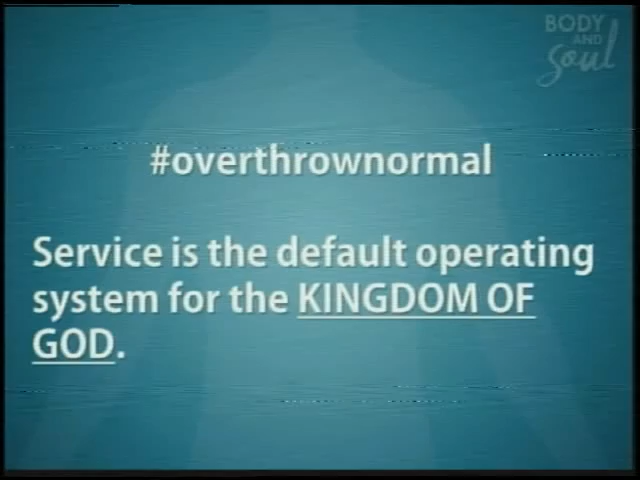 BODY
AND
Soul
#overthrownormal
Service is the default operating
system for the KINGDOM OF
GOD.